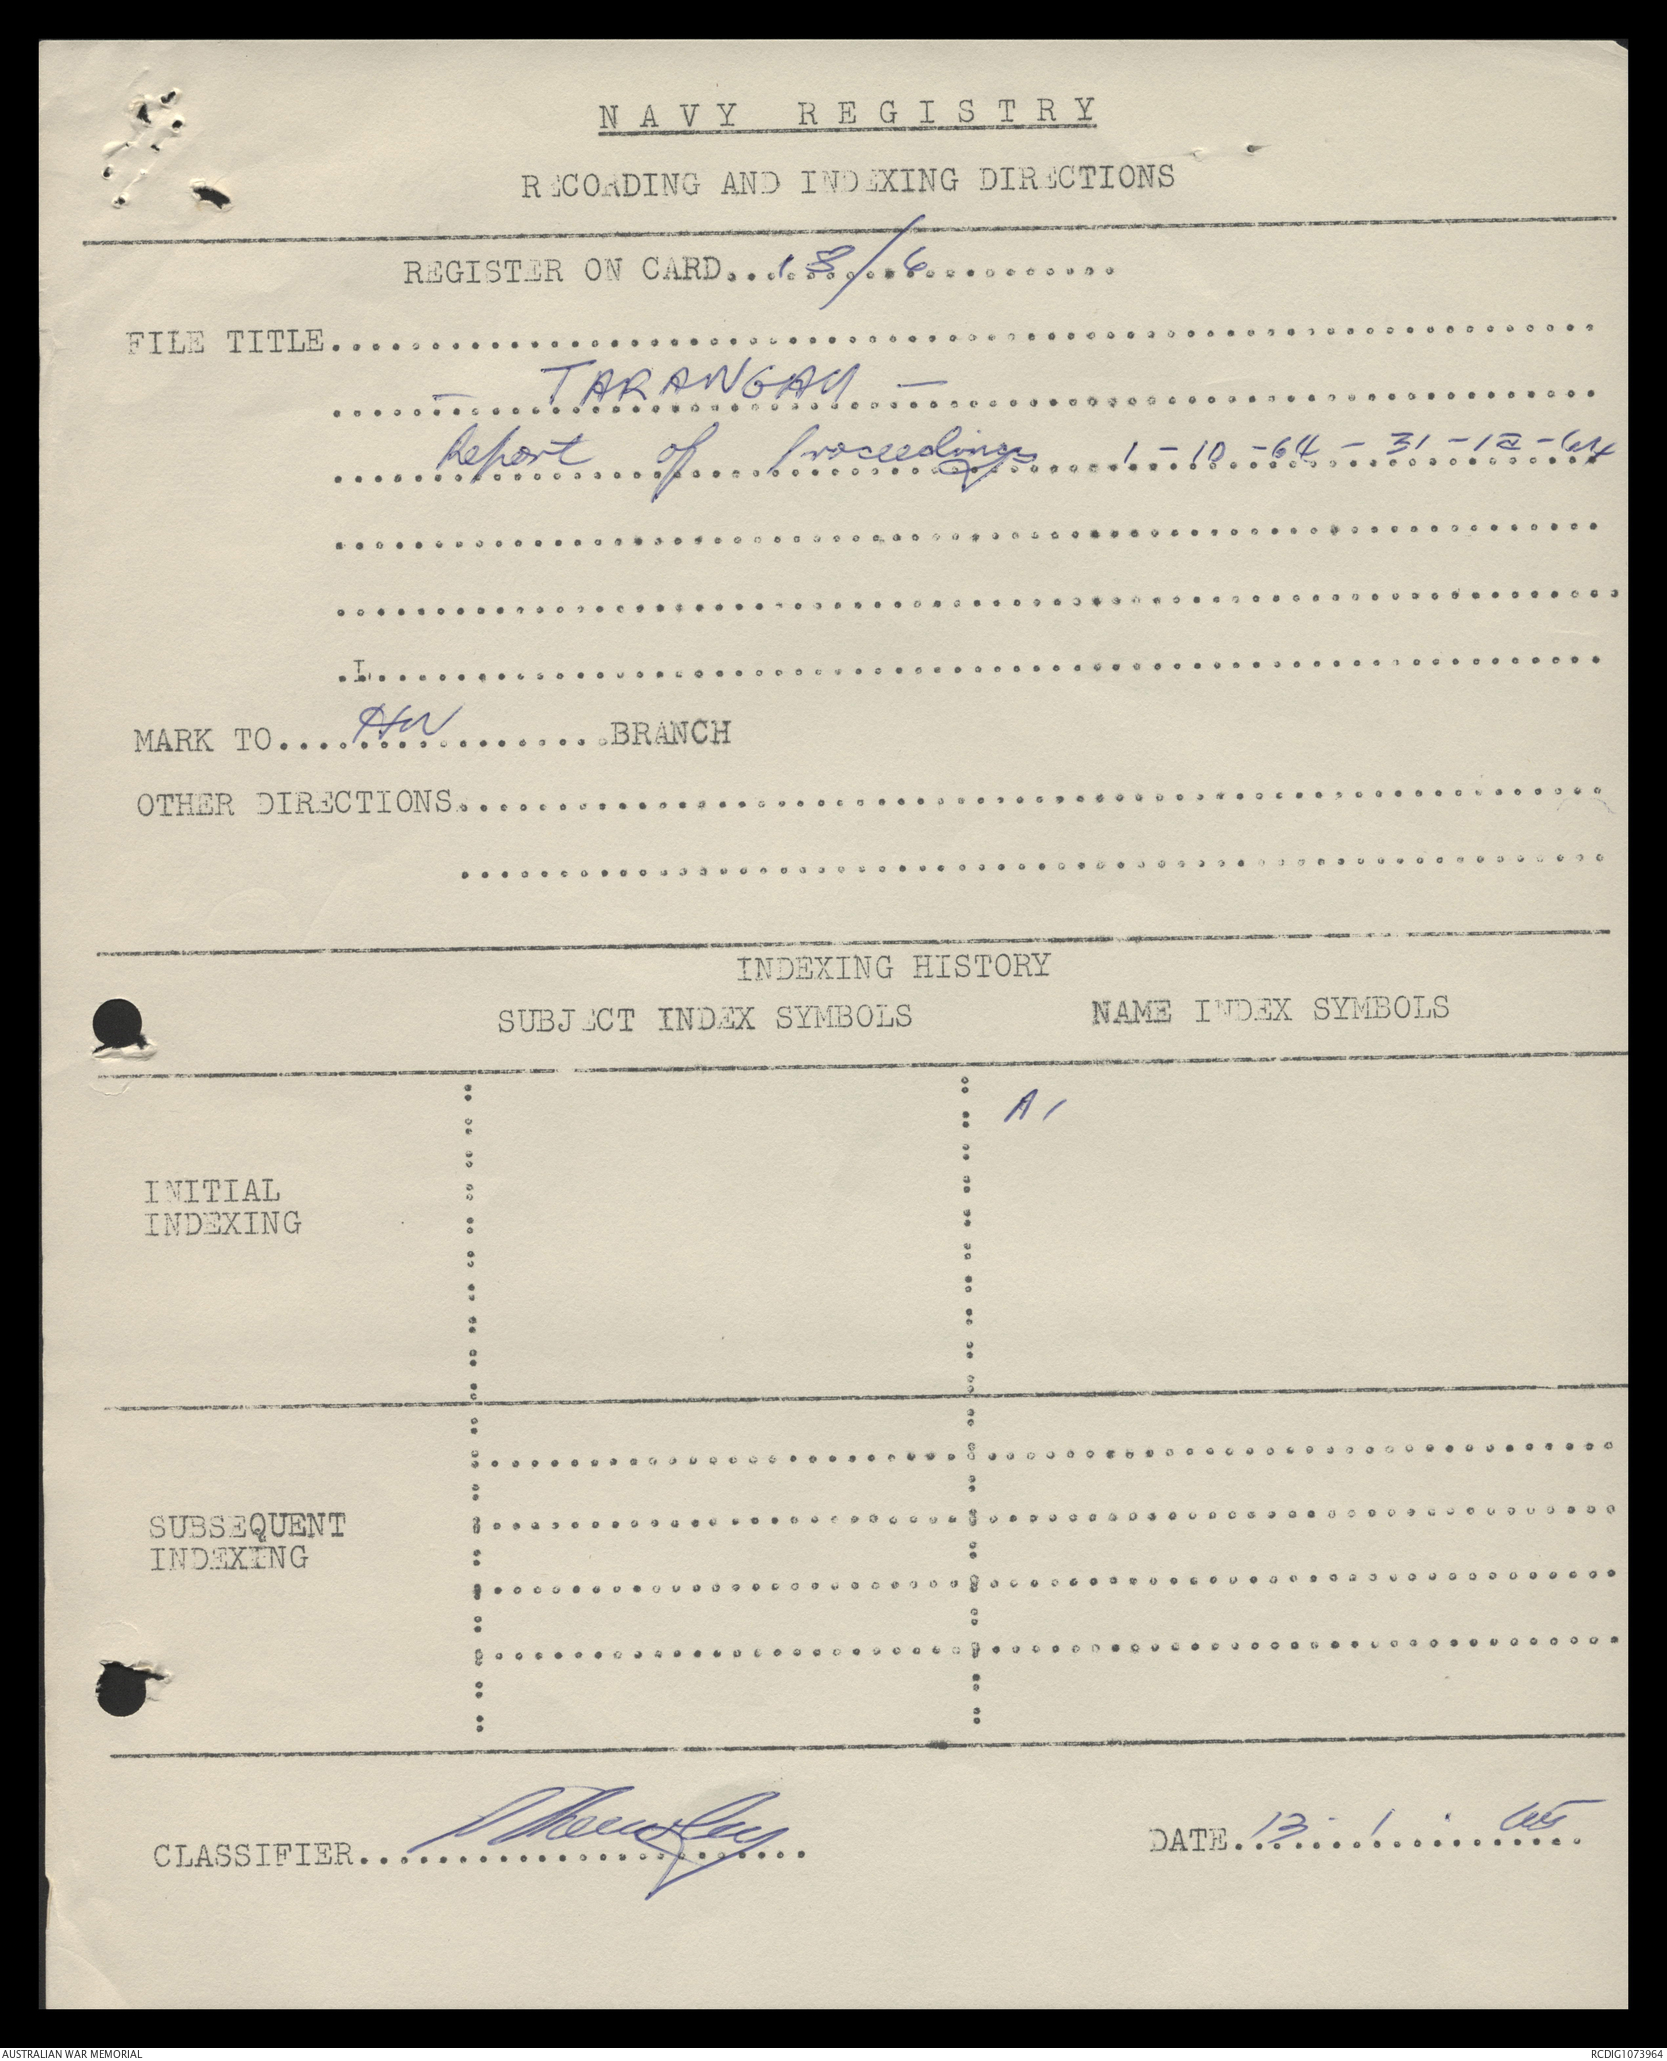 NAVY REGISTRY
RECORDING AND INDEXING DIRECTIONS
REGISTER ON CARD...18/6...
FILE TITLE...
- TARANGAU -
Report of Proceedings 1-10-64 - 31-12-64
L
MARK TO....HN....BRANCH
OTHER DIRECTIONS...
INDEXING HISTORY
SUBJECT INDEX SYMBOLS NAME INDEX SYMBOLS
A1
INITIAL
INDEXING
SUBSEQUENT
INDEXING
CLASSIFIER... DATE. 13.1.65
AUSTRALIAN WAR MEMORIAL RCDIG1073964